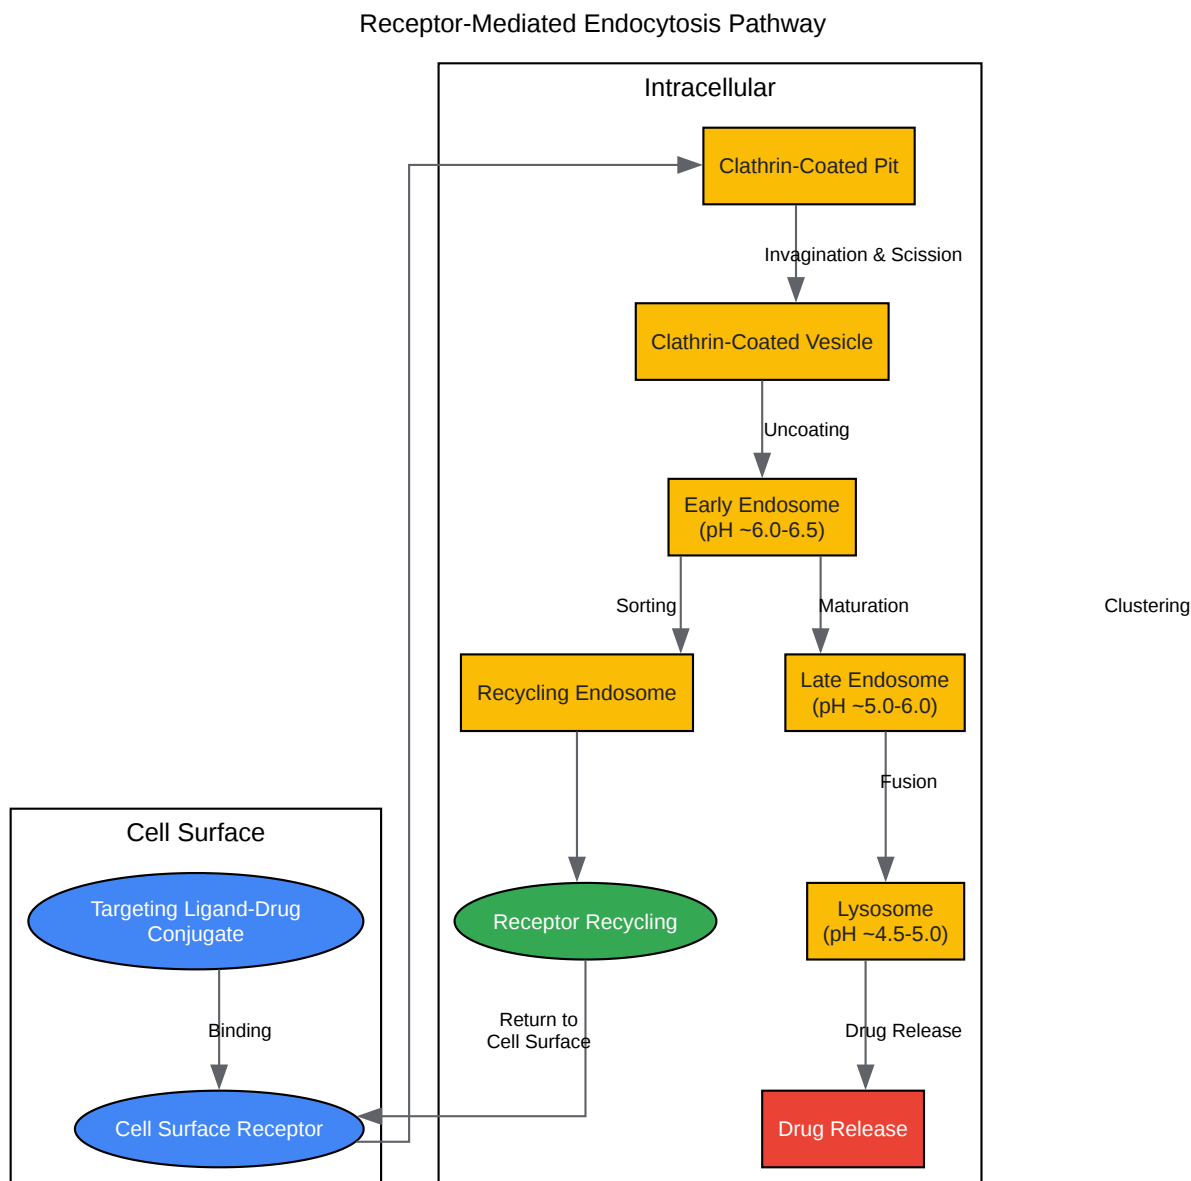 Receptor-Mediated Endocytosis Pathway
Intracellular
Clathrin-Coated Pit
Invagination & Scission
Clathrin-Coated Vesicle
Uncoating
Early Endosome
(pH ~6.0-6.5)
Sorting
Maturation
Clustering
Recycling Endosome
Late Endosome
(pH ~5.0-6.0)
Fusion
Cell Surface
Targeting Ligand-Drug
Conjugate
Receptor Recycling
Lysosome
(pH ~4.5-5.0)
Binding
Return to
Cell Surface
Drug Release
Cell Surface Receptor
Drug Release